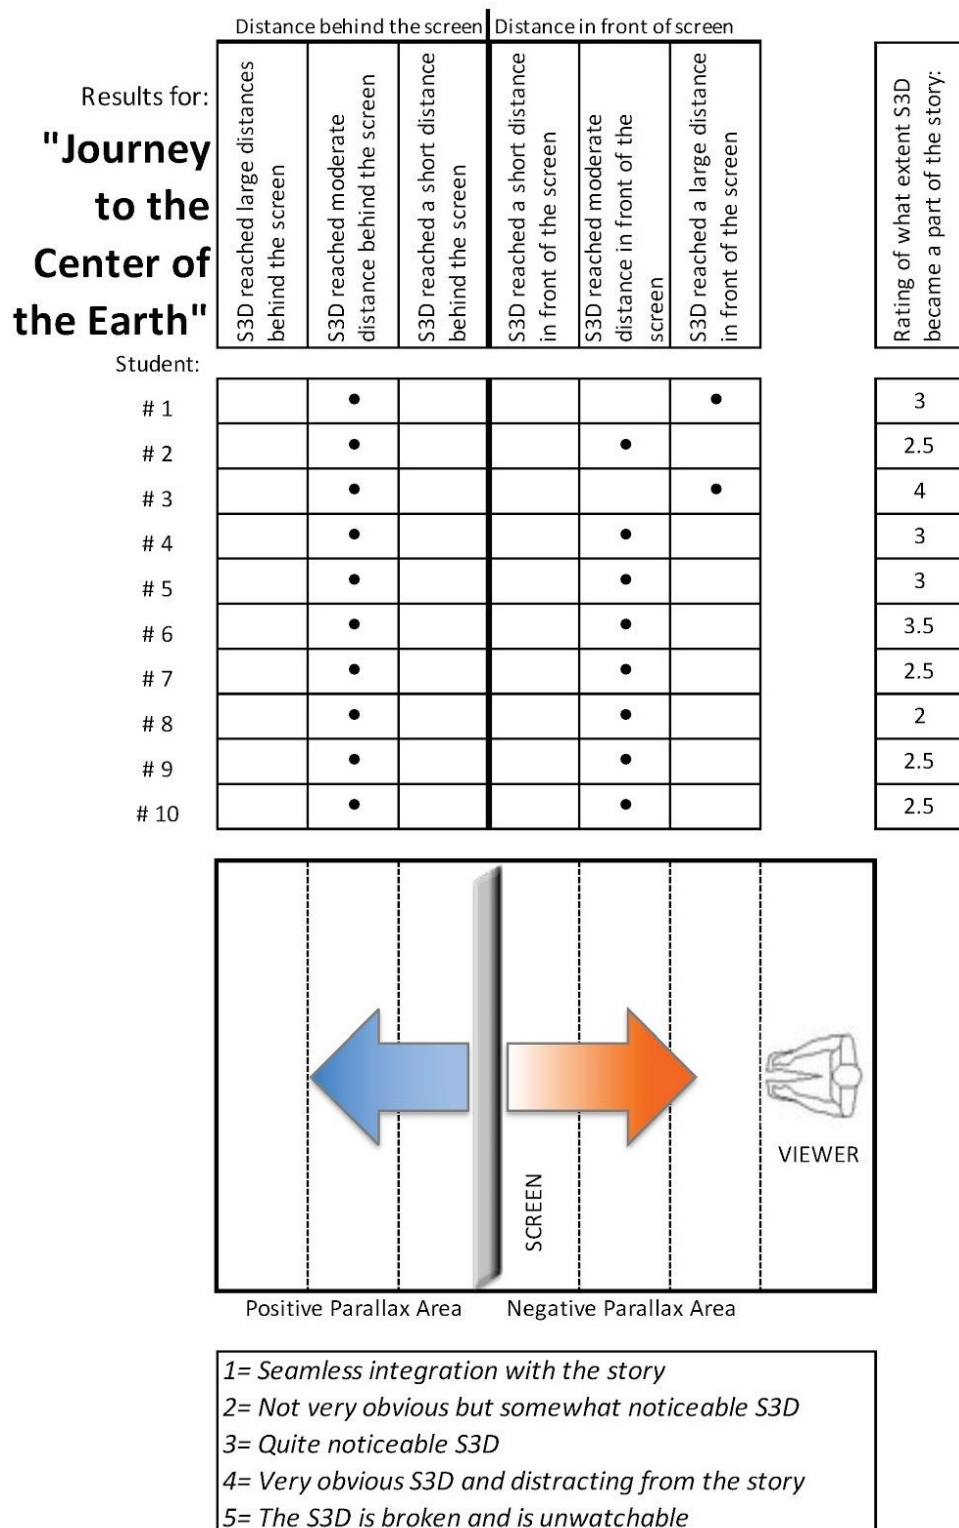 Distance behind the screen Distance in front of screen
Results for:
"Journey
to the
Center of
the Earth"
S3D reached large distances
behind the screen
S3D reached moderate
distance behind the screen
S3D reached a short distance
behind the screen
S3D reached a short distance
in front of the screen
S3D reached moderate
distance in front of the
screen
S3D reached a large distance
in front of the screen
Rating of what extent S3D
became a part of the story:
Student:
# 1 • • 3
# 2 • • 2.5
# 3 • • 4
# 4 • • 3
# 5 • • 3
# 6 • • 3.5
# 7 • • 2.5
# 8 • • 2
# 9 • • 2.5
# 10 • • 2.5
SCREEN
VIEWER
Positive Parallax Area Negative Parallax Area
1= Seamless integration with the story
2= Not very obvious but somewhat noticeable S3D
3= Quite noticeable S3D
4= Very obvious S3D and distracting from the story
5= The S3D is broken and is unwatchable